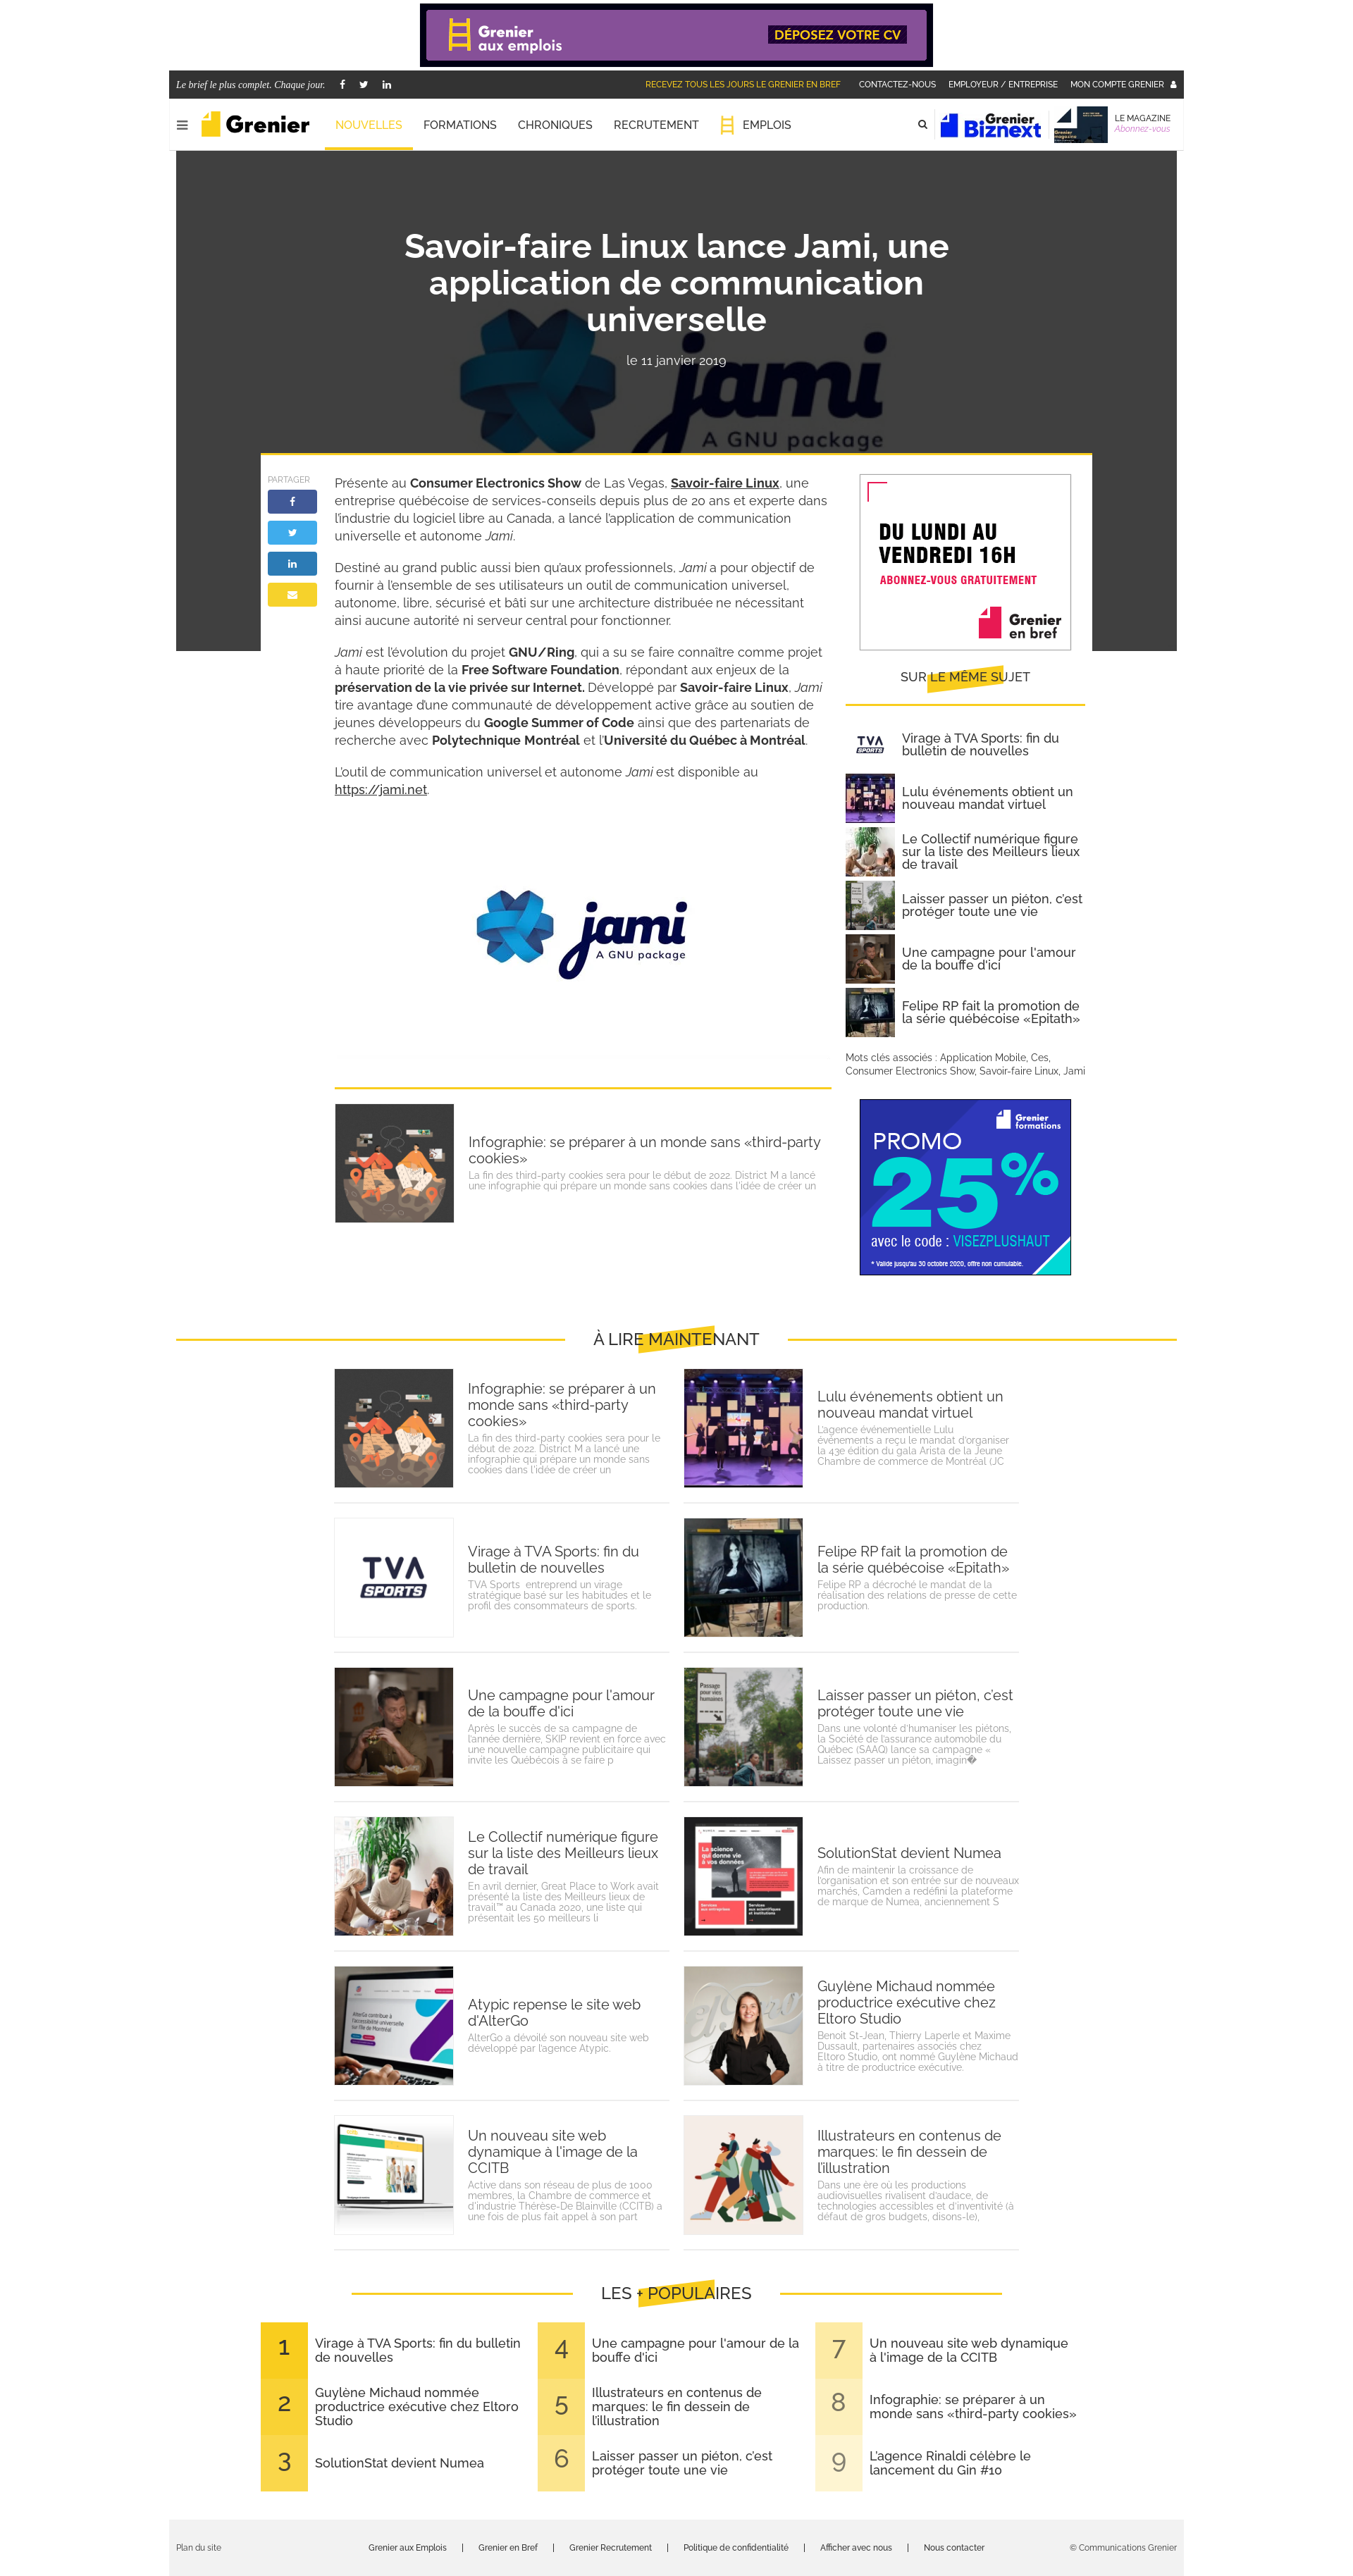 Grenier
aux emplois
DÉPOSEZ VOTRE CV
Le brief le plus complet. Chaque jour.
RECEVEZ TOUS LES JOURS LE GRENIER EN BREF
CONTACTEZ-NOUS
EMPLOYEUR / ENTREPRISE
MON COMPTE GRENIER
Grenier
NOUVELLES
FORMATIONS
CHRONIQUES
RECRUTEMENT
EMPLOIS
Grenier
Biznext
LE MAGAZINE
Abonnez-vous
Savoir-faire Linux lance Jami, une
application de communication
universelle
le 11 janvier 2019
jami
A GNU package
PARTAGER
Présente au Consumer Electronics Show de Las Vegas, Savoir-faire Linux, une
entreprise québécoise de services-conseils depuis plus de 20 ans et experte dans
l’industrie du logiciel libre au Canada, a lancé l’application de communication
universelle et autonome Jami.
Destiné au grand public aussi bien qu’aux professionnels, Jami a pour objectif de
fournir à l’ensemble de ses utilisateurs un outil de communication universel,
autonome, libre, sécurisé et bâti sur une architecture distribuée ne nécessitant
ainsi aucune autorité ni serveur central pour fonctionner.
Jami est l’évolution du projet GNU/Ring, qui a su se faire connaître comme projet
à haute priorité de la Free Software Foundation, répondant aux enjeux de la
préservation de la vie privée sur Internet. Développé par Savoir-faire Linux, Jami
tire avantage d’une communauté de développement active grâce au soutien de
jeunes développeurs du Google Summer of Code ainsi que des partenariats de
recherche avec Polytechnique Montréal et l’Université du Québec à Montréal.
L’outil de communication universel et autonome Jami est disponible au
https://jami.net.
jami
A GNU package
DU LUNDI AU
VENDREDI 16H
ABONNEZ-VOUS GRATUITEMENT
Grenier
en bref
SUR LE MÊME SUJET
TVA
SPORTS
Virage à TVA Sports: fin du
bulletin de nouvelles
Lulu événements obtient un
nouveau mandat virtuel
Le Collectif numérique figure
sur la liste des Meilleurs lieux
de travail
Laisser passer un piéton, c’est
protéger toute une vie
Une campagne pour l'amour
de la bouffe d'ici
Felipe RP fait la promotion de
la série québécoise «Epitath»
Mots clés associés : Application Mobile, Ces,
Consumer Electronics Show, Savoir-faire Linux, Jami
Grenier
formations
PROMO
25%
avec le code : VISEZPLUSHAUT
* Valide jusqu'au 30 octobre 2020, offre non cumulable.
Infographie: se préparer à un monde sans «third-party
cookies»
La fin des third-party cookies sera pour le début de 2022. District M a lancé
une infographie qui prépare un monde sans cookies dans l’idée de créer un
À LIRE MAINTENANT
Infographie: se préparer à un
monde sans «third-party
cookies»
La fin des third-party cookies sera pour le
début de 2022. District M a lancé une
infographie qui prépare un monde sans
cookies dans l’idée de créer un
Lulu événements obtient un
nouveau mandat virtuel
L’agence événementielle Lulu
événements a reçu le mandat d’organiser
la 43e édition du gala Arista de la Jeune
Chambre de commerce de Montréal (JC
TVA
SPORTS
Virage à TVA Sports: fin du
bulletin de nouvelles
TVA Sports entreprend un virage
stratégique basé sur les habitudes et le
profil des consommateurs de sports.
Felipe RP fait la promotion de
la série québécoise «Epitath»
Felipe RP a décroché le mandat de la
réalisation des relations de presse de cette
production.
Une campagne pour l'amour
de la bouffe d'ici
Après le succès de sa campagne de
l’année dernière, SKIP revient en force avec
une nouvelle campagne publicitaire qui
invite les Québécois à se faire p
Passage
pour vies
humaines
Laisser passer un piéton, c’est
protéger toute une vie
Dans une volonté d’humaniser les piétons,
la Société de l’assurance automobile du
Québec (SAAQ) lance sa campagne «
Laissez passer un piéton, imagin�
Le Collectif numérique figure
sur la liste des Meilleurs lieux
de travail
En avril dernier, Great Place to Work avait
présenté la liste des Meilleurs lieux de
travail™ au Canada 2020, une liste qui
présentait les 50 meilleurs li
La science
qui donne vie
à vos données
SolutionStat devient Numea
Afin de maintenir la croissance de
l’organisation et son entrée sur de nouveaux
marchés, Camden a redéfini la plateforme
de marque de Numea, anciennement S
AlterGo contribue à
l'accessibilité universelle
sur l'île de Montréal
Atypic repense le site web
d'AlterGo
AlterGo a dévoilé son nouveau site web
développé par l’agence Atypic.
Guylène Michaud nommée
productrice exécutive chez
Eltoro Studio
Benoit St-Jean, Thierry Laperle et Maxime
Dussault, partenaires associés chez
Eltoro Studio, ont nommé Guylène Michaud
à titre de productrice exécutive.
Un nouveau site web
dynamique à l'image de la
CCITB
Active dans son réseau de plus de 1000
membres, la Chambre de commerce et
d’industrie Thérèse-De Blainville (CCITB) a
une fois de plus fait appel à son part
Illustrateurs en contenus de
marques: le fin dessein de
l’illustration
Dans une ère où les productions
audiovisuelles rivalisent d’audace, de
technologies accessibles et d’inventivité (à
défaut de gros budgets, disons-le),
LES + POPULAIRES
1
Virage à TVA Sports: fin du bulletin
de nouvelles
2
Guylène Michaud nommée
productrice exécutive chez Eltoro
Studio
3
SolutionStat devient Numea
4
Une campagne pour l'amour de la
bouffe d'ici
5
Illustrateurs en contenus de
marques: le fin dessein de
l’illustration
6
Laisser passer un piéton, c’est
protéger toute une vie
7
Un nouveau site web dynamique
à l'image de la CCITB
8
Infographie: se préparer à un
monde sans «third-party cookies»
9
L’agence Rinaldi célèbre le
lancement du Gin #10
Plan du site
Grenier aux Emplois | Grenier en Bref | Grenier Recrutement | Politique de confidentialité | Afficher avec nous | Nous contacter
© Communications Grenier